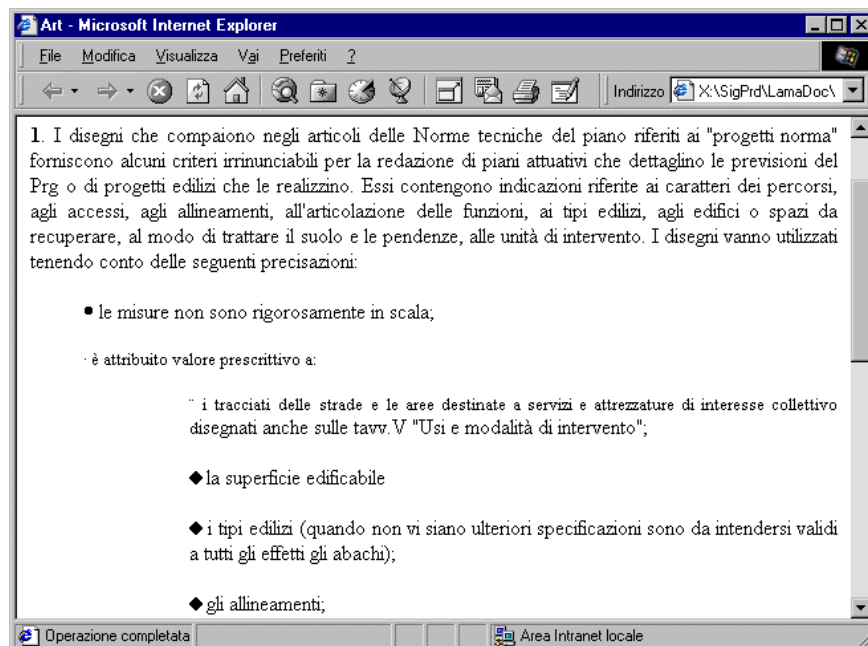 Art - Microsoft Internet Explorer
File Modifica Visualizza Vai Preferiti ?
Indirizzo X:\SigPrd\LamaDoc\
1. I disegni che compaiono negli articoli delle Norme tecniche del piano riferiti ai "progetti norma"
forniscono alcuni criteri irrinunciabili per la redazione di piani attuativi che dettaglino le previsioni del
Prg o di progetti edilizi che le realizzino. Essi contengono indicazioni riferite ai caratteri dei percorsi,
agli accessi, agli allineamenti, all'articolazione delle funzioni, ai tipi edilizi, agli edifici o spazi da
recuperare, al modo di trattare il suolo e le pendenze, alle unità di intervento. I disegni vanno utilizzati
tenendo conto delle seguenti precisazioni:
● le misure non sono rigorosamente in scala;
· è attribuito valore prescrittivo a:
¨ i tracciati delle strade e le aree destinate a servizi e attrezzature di interesse collettivo
disegnati anche sulle tavv.V "Usi e modalità di intervento";
◆ la superficie edificabile
◆ i tipi edilizi (quando non vi siano ulteriori specificazioni sono da intendersi validi
a tutti gli effetti gli abachi);
◆ gli allineamenti;
Operazione completata Area Intranet locale